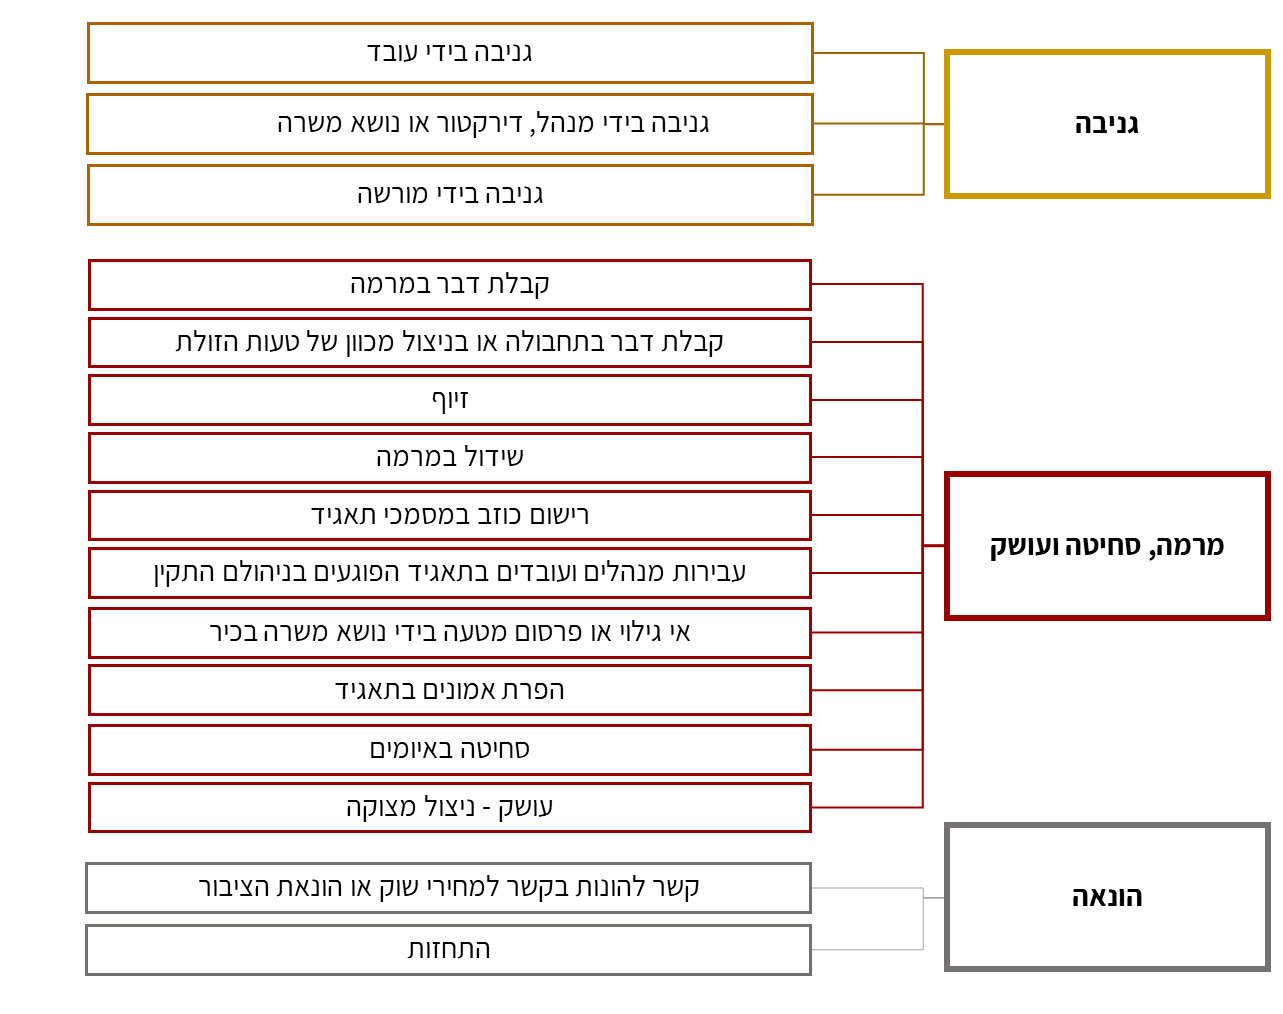 גניבה
גניבה בידי עובד
גניבה בידי מנהל, דירקטור או נושא משרה
גניבה בידי מורשה
מרמה, סחיטה ועושק
קבלת דבר במרמה
קבלת דבר בתחבולה או בניצול מכוון של טעות הזולת
זיוף
שידול במרמה
רישום כוזב במסמכי תאגיד
עבירות מנהלים ועובדים בתאגיד הפוגעים בניהולם התקין
אי גילוי או פרסום מטעה בידי נושא משרה בכיר
הפרת אמונים בתאגיד
סחיטה באיומים
עושק - ניצול מצוקה
הונאה
קשר להונות בקשר למחירי שוק או הונאת הציבור
התחזות